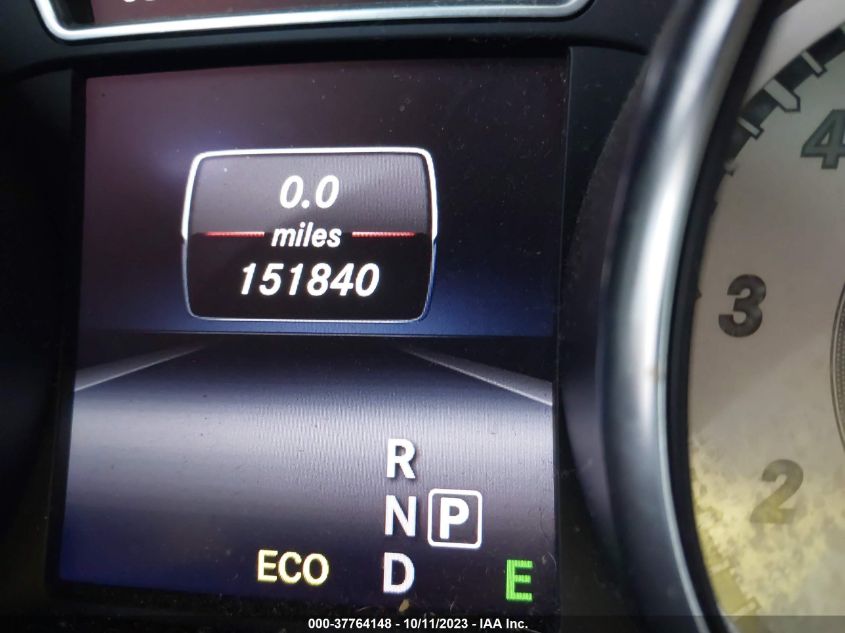 0.0
miles
151840
R
N P
ECO D E
4
3
2
000-37764148 - 10/11/2023 - IAA Inc.